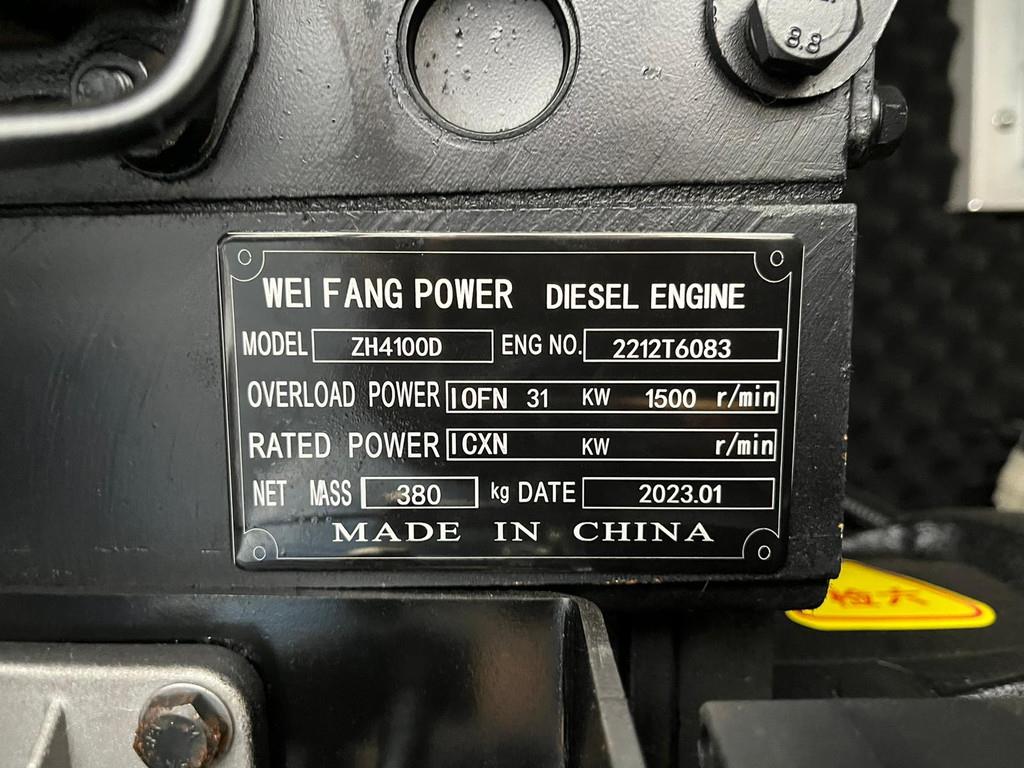 8.8
WEI FANG POWER DIESEL ENGINE
MODEL ZH4100D ENG NO. 2212T6083
OVERLOAD POWER IOFN 31 KW 1500 r/min
RATED POWER ICXN KW r/min
NET MASS 380 kg DATE 2023.01
MADE IN CHINA